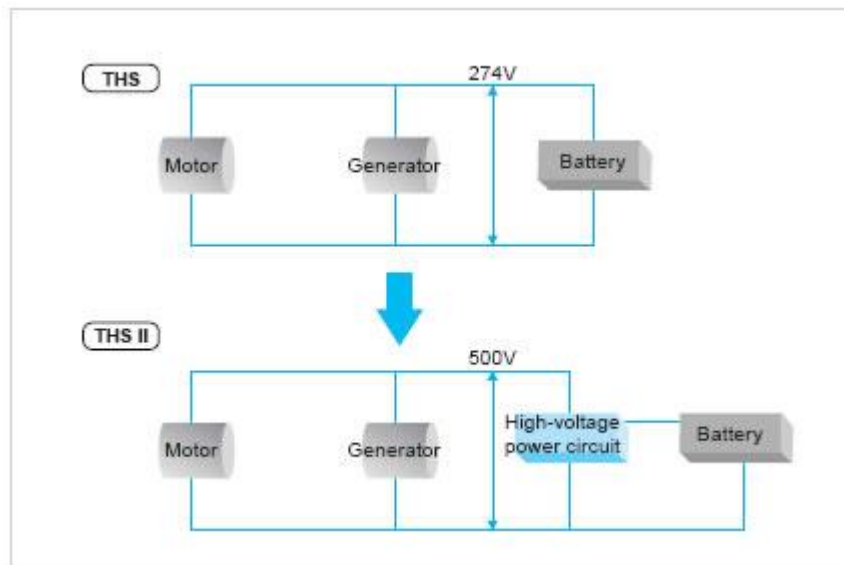 THS
274V
Motor
Generator
Battery
THS II
500V
Motor
Generator
High-voltage
power circuit
Battery